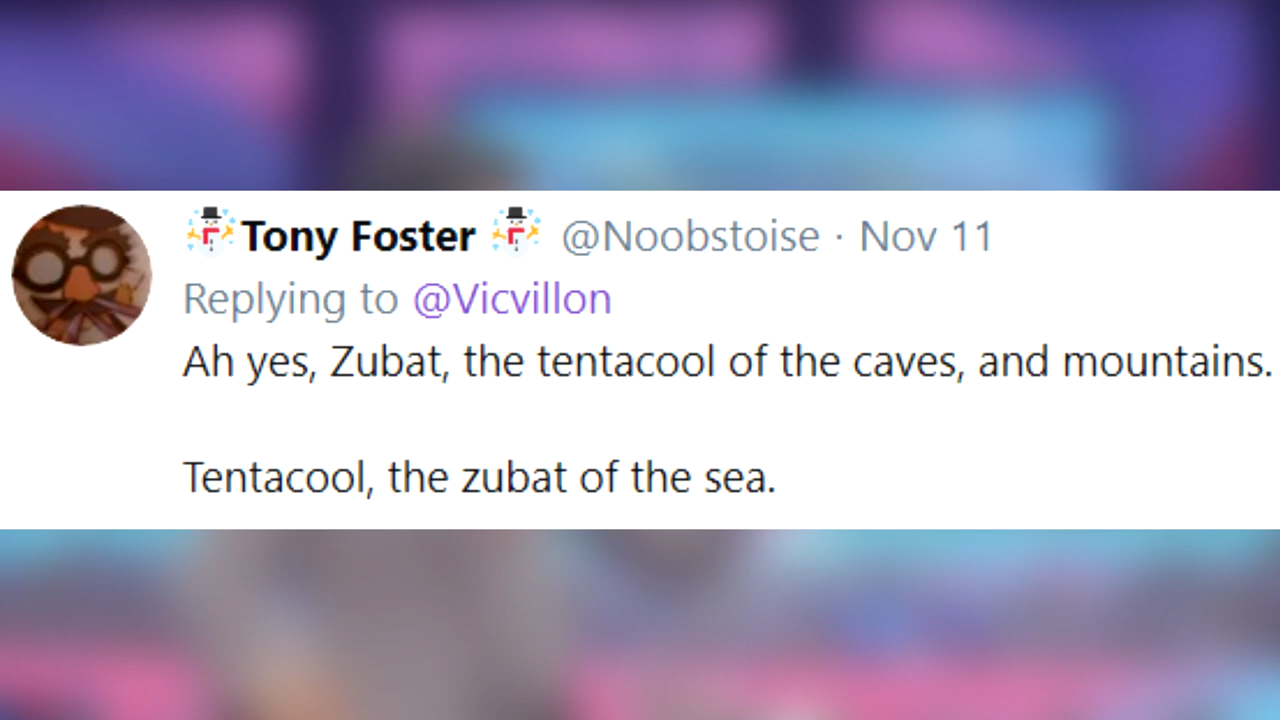 ⛄Tony Foster⛄ @Noobstoise · Nov 11
Replying to @Vicvillon
Ah yes, Zubat, the tentacool of the caves, and mountains.
Tentacool, the zubat of the sea.